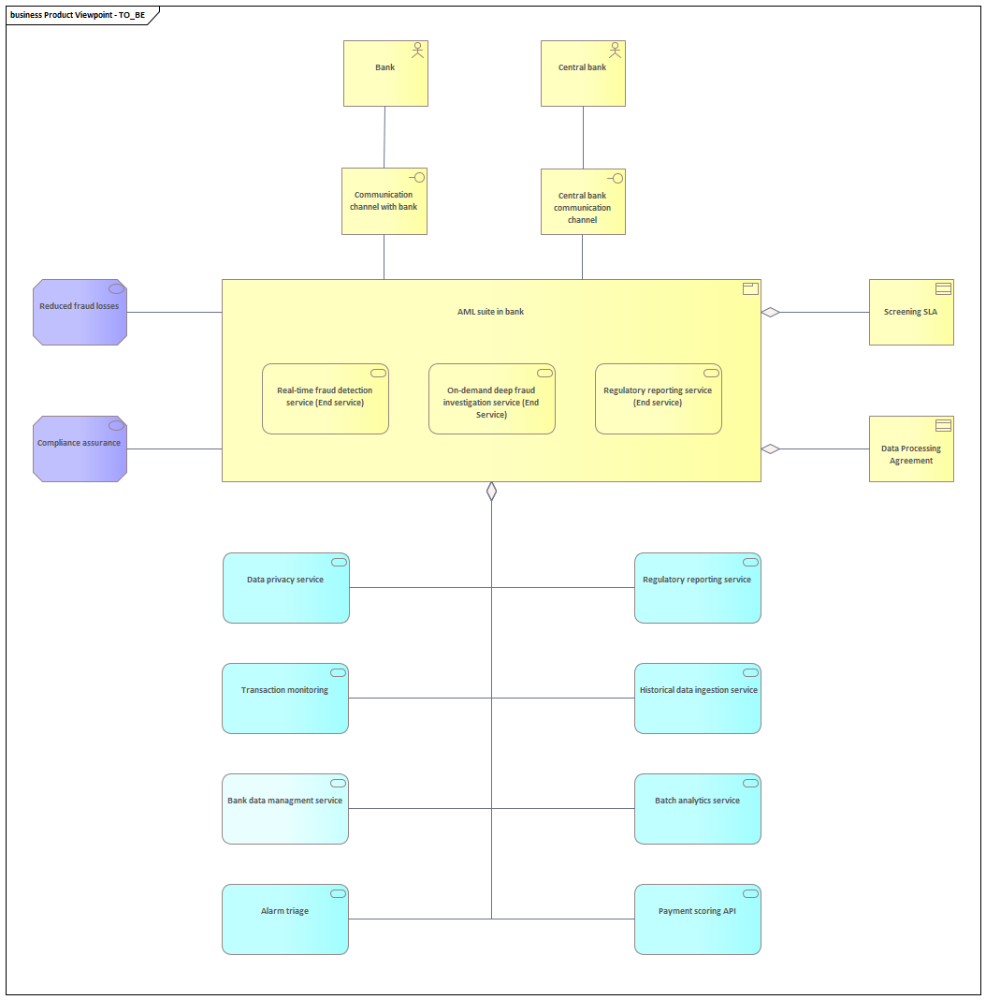 business Product Viewpoint - TO_BE
Bank
Central bank
Communication
channel with bank
Central bank
communication
channel
Reduced fraud losses
AML suite in bank
Screening SLA
Real-time fraud detection
service (End service)
On-demand deep fraud
investigation service (End
Service)
Regulatory reporting service
(End service)
Compliance assurance
Data Processing
Agreement
Data privacy service
Regulatory reporting service
Transaction monitoring
Historical data ingestion service
Bank data managment service
Batch analytics service
Alarm triage
Payment scoring API